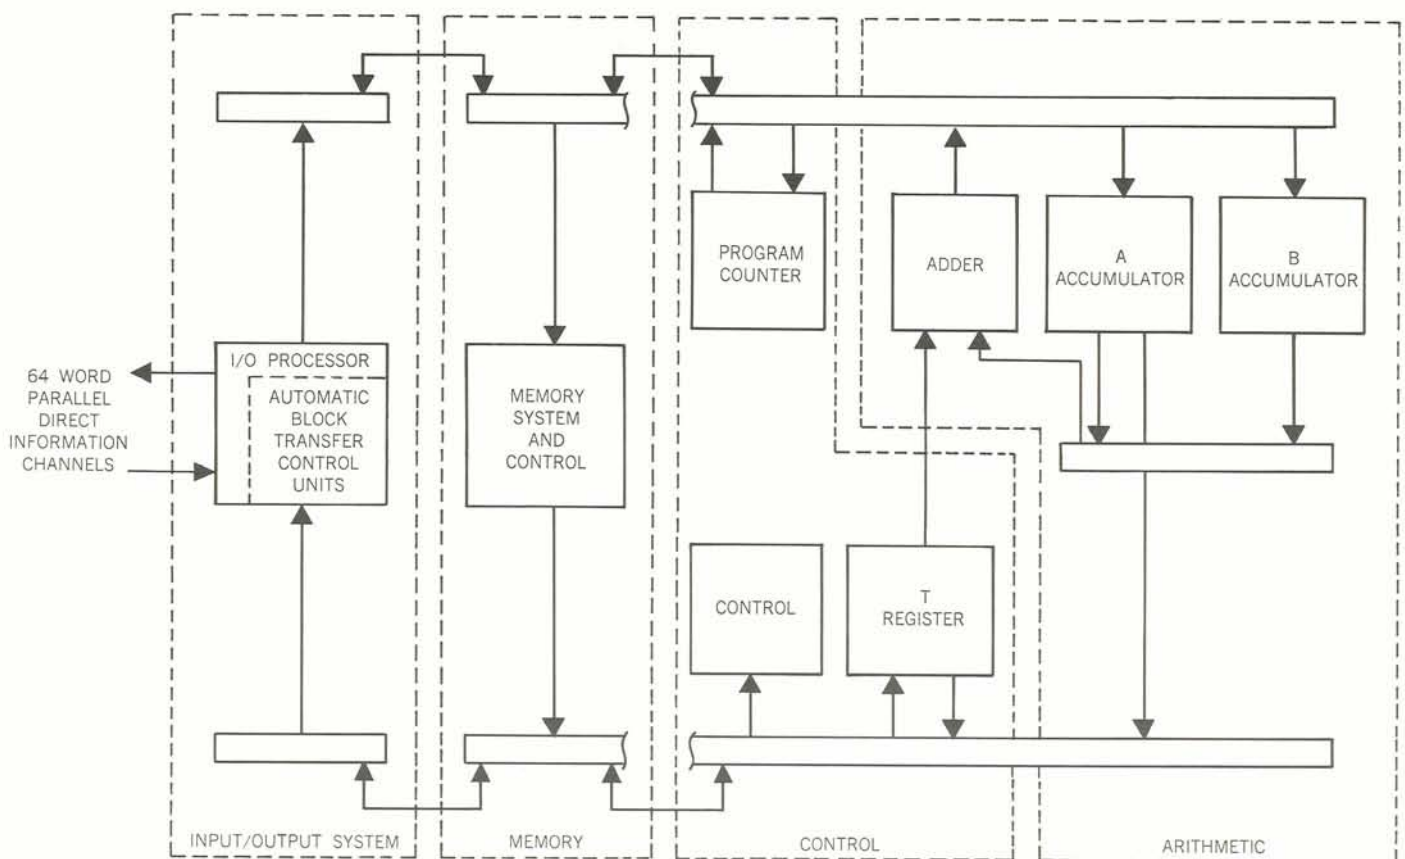 PROGRAM
COUNTER
ADDER
A
ACCUMULATOR
B
ACCUMULATOR
64 WORD
PARALLEL
DIRECT
INFORMATION
CHANNELS
I/O PROCESSOR
AUTOMATIC
BLOCK
TRANSFER
CONTROL
UNITS
MEMORY
SYSTEM
AND
CONTROL
CONTROL
T
REGISTER
INPUT/OUTPUT SYSTEM
MEMORY
CONTROL
ARITHMETIC